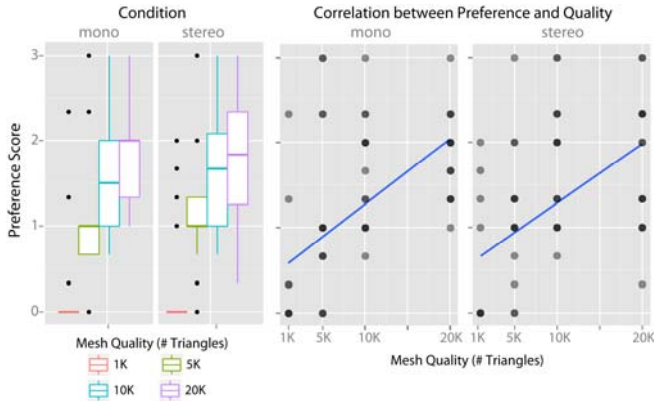 Condition
mono stereo
Correlation between Preference and Quality
mono stereo
Preference Score
3
2
1
0
1K 5K 10K 20K 1K 5K 10K 20K
Mesh Quality (# Triangles)
Mesh Quality (# Triangles)
1K 5K
10K 20K